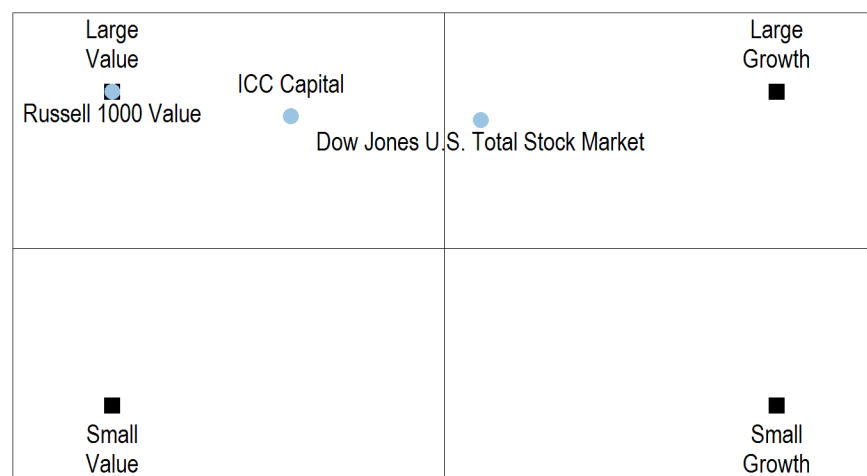 Large
Value
Large
Growth
ICC Capital
Russell 1000 Value
Dow Jones U.S. Total Stock Market
Small
Value
Small
Growth